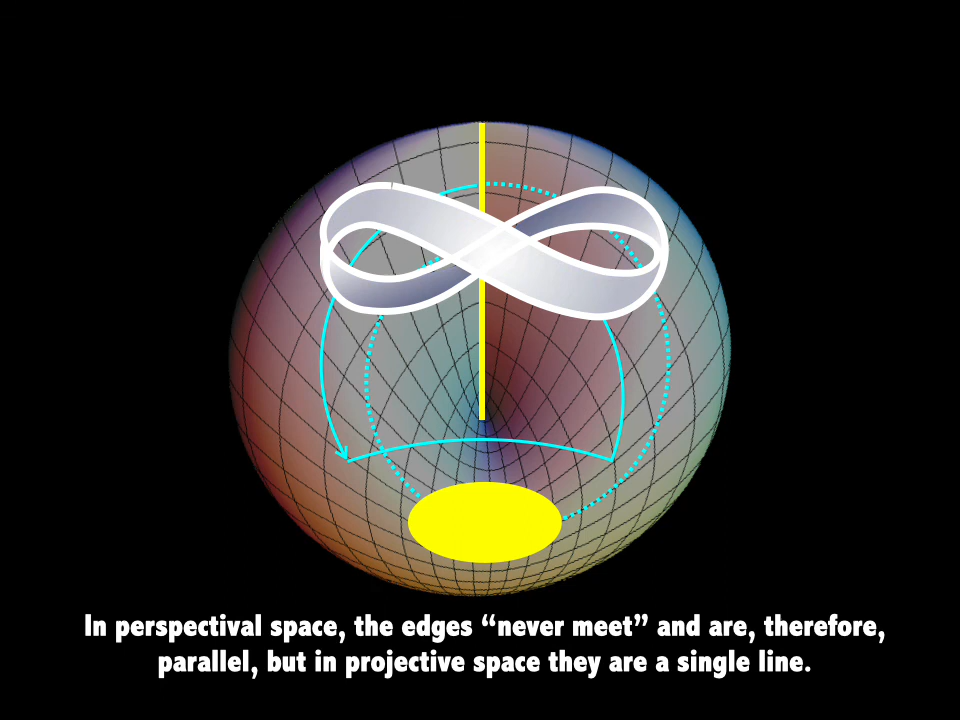 In perspectival space, the edges “never meet” and are, therefore,
parallel, but in projective space they are a single line.